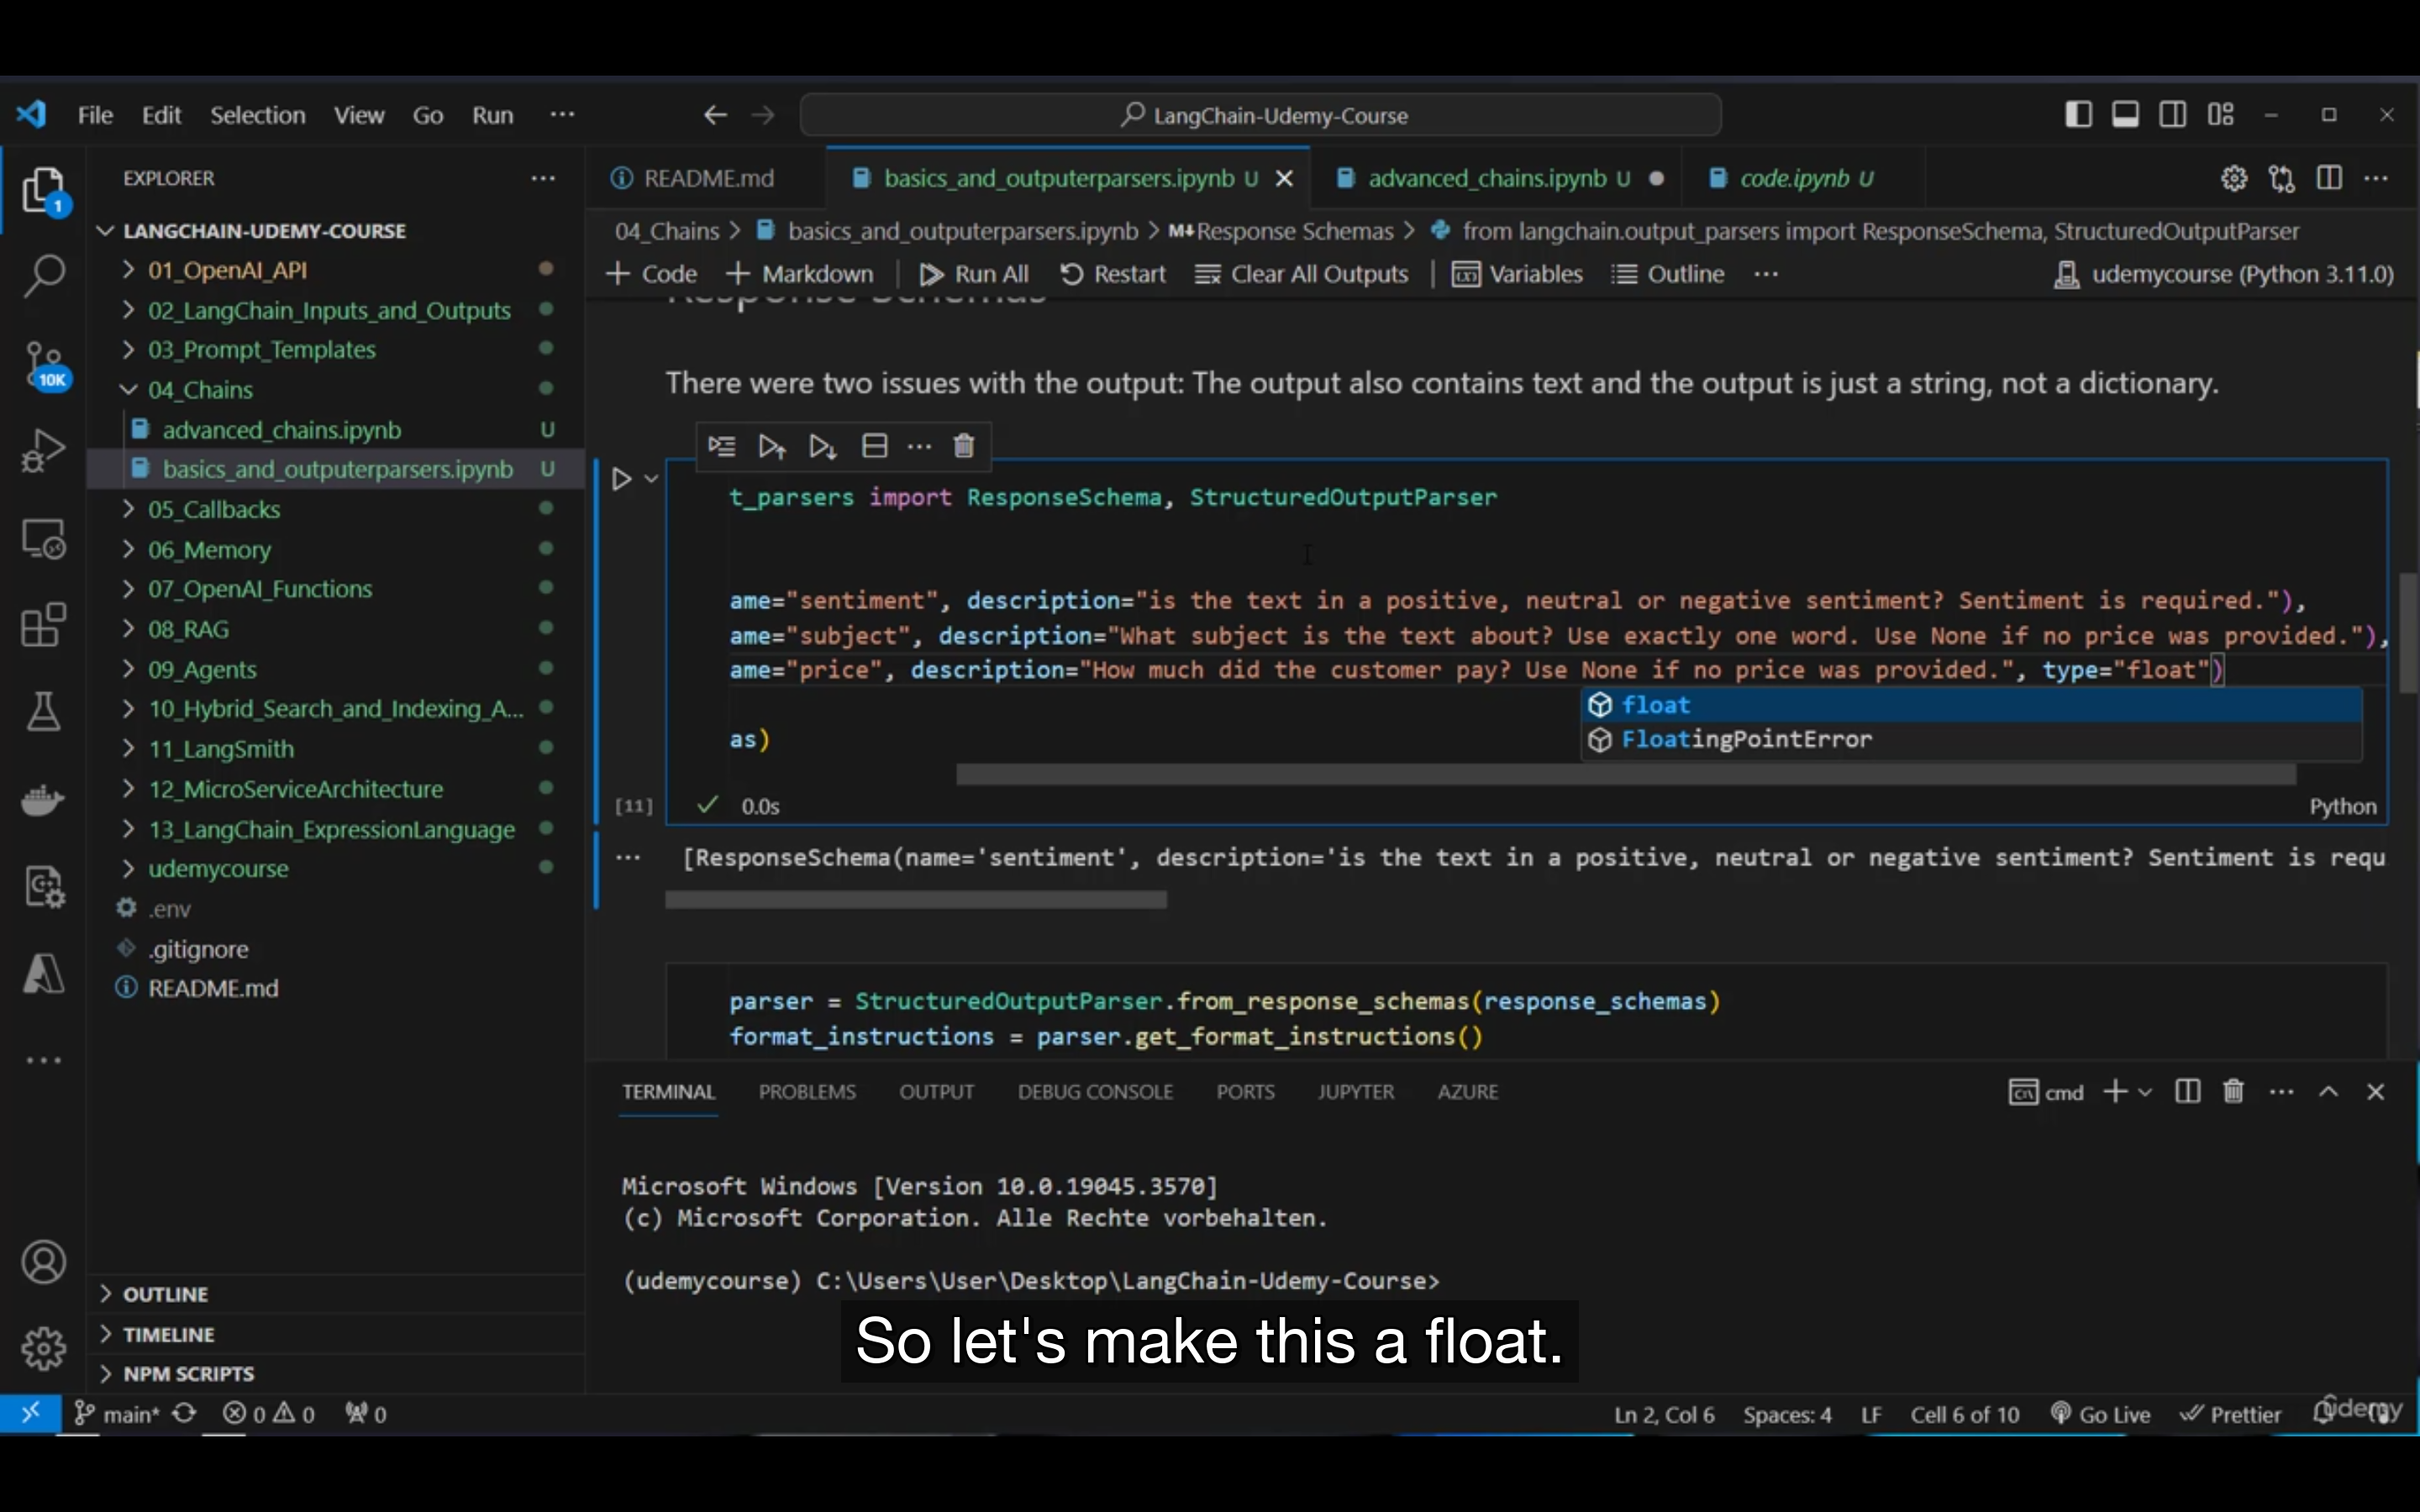 File Edit Selection View Go Run ···
LangChain-Udemy-Course
EXPLORER
LANGCHAIN-UDEMY-COURSE
01_OpenAI_API
02_LangChain_Inputs_and_Outputs
03_Prompt_Templates
04_Chains
advanced_chains.ipynb U
basics_and_outputerparsers.ipynb U
05_Callbacks
06_Memory
07_OpenAI_Functions
08_RAG
09_Agents
10_Hybrid_Search_and_Indexing_A...
11_LangSmith
12_MicroServiceArchitecture
13_LangChain_ExpressionLanguage
udemycourse
.env
.gitignore
README.md
OUTLINE
TIMELINE
NPM SCRIPTS
1
10K
README.md basics_and_outputerparsers.ipynb U advanced_chains.ipynb U code.ipynb U
04_Chains > basics_and_outputerparsers.ipynb > M↓Response Schemas > from langchain.output_parsers import ResponseSchema, StructuredOutputParser
+ Code + Markdown Run All Restart Clear All Outputs Variables Outline ··· udemycourse (Python 3.11.0)
Response Schemas
There were two issues with the output: The output also contains text and the output is just a string, not a dictionary.
t_parsers import ResponseSchema, StructuredOutputParser
ame="sentiment", description="is the text in a positive, neutral or negative sentiment? Sentiment is required."),
ame="subject", description="What subject is the text about? Use exactly one word. Use None if no price was provided."),
ame="price", description="How much did the customer pay? Use None if no price was provided.", type="float")
float
FloatingPointError
as)
[11] 0.0s Python
[ResponseSchema(name='sentiment', description='is the text in a positive, neutral or negative sentiment? Sentiment is requ
parser = StructuredOutputParser.from_response_schemas(response_schemas)
format_instructions = parser.get_format_instructions()
TERMINAL PROBLEMS OUTPUT DEBUG CONSOLE PORTS JUPYTER AZURE
cmd
Microsoft Windows [Version 10.0.19045.3570]
(c) Microsoft Corporation. Alle Rechte vorbehalten.
(udemycourse) C:\Users\User\Desktop\LangChain-Udemy-Course>
So let's make this a float.
main* 0 0 0
Ln 2, Col 6 Spaces: 4 LF Cell 6 of 10 Go Live Prettier
udemy